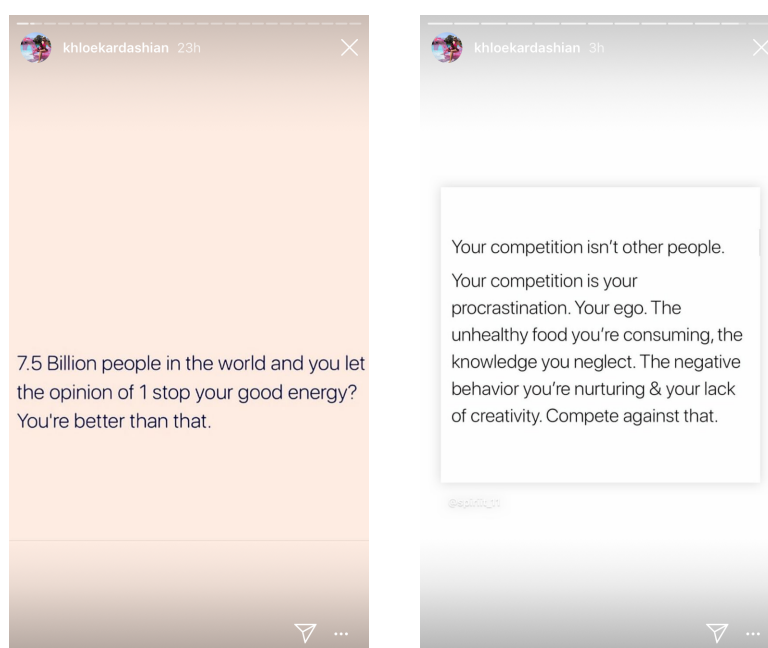 khloekardashian 23h
7.5 Billion people in the world and you let
the opinion of 1 stop your good energy?
You're better than that.
khloekardashian 3h
Your competition isn't other people.
Your competition is your
procrastination. Your ego. The
unhealthy food you're consuming, the
knowledge you neglect. The negative
behavior you're nurturing & your lack
of creativity. Compete against that.